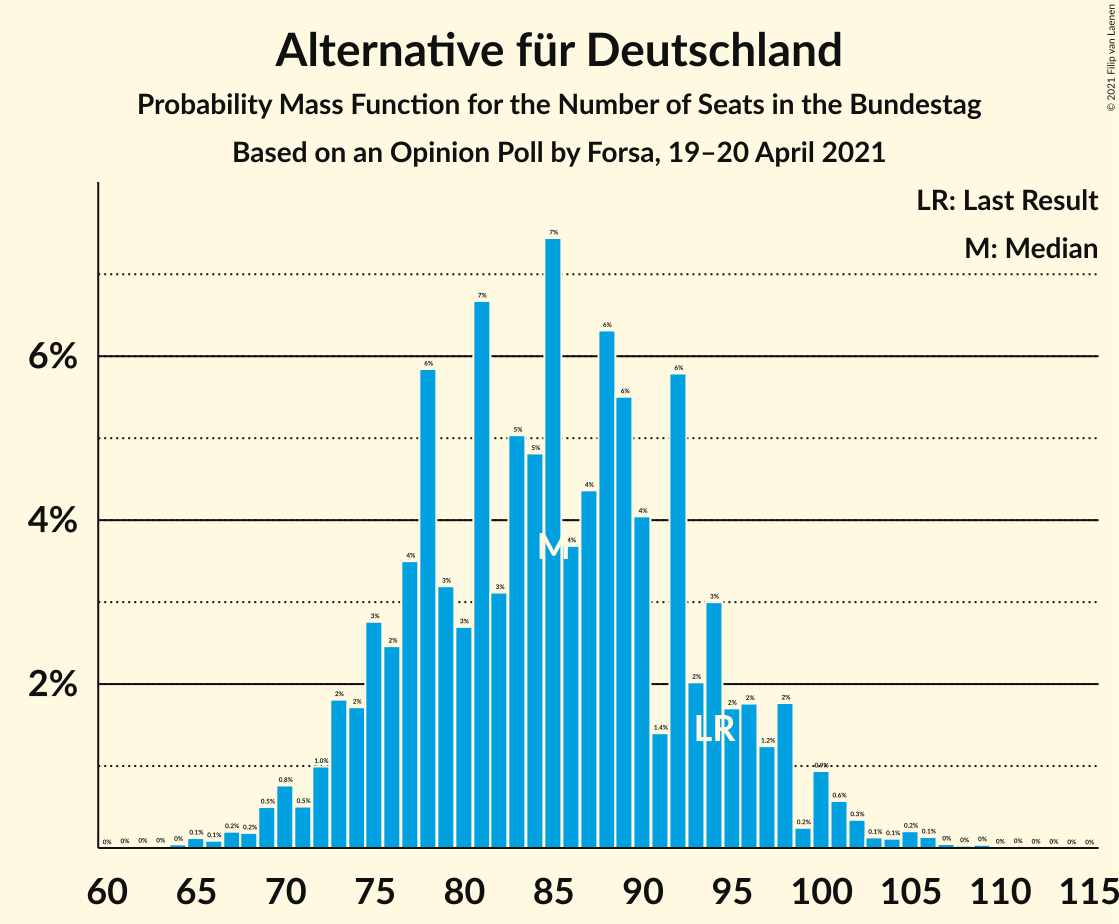 Alternative für Deutschland
Probability Mass Function for the Number of Seats in the Bundestag
Based on an Opinion Poll by Forsa, 19–20 April 2021
© 2021 Filip van Laenen
LR: Last Result
M: Median
6%
4%
2%
0% 0% 0% 0% 0% 0.1% 0.1% 0.2% 0.2% 0.5% 0.8% 0.5% 1.0% 2% 2% 3% 2% 4% 6% 3% 3% 7% 3% 5% 5% 7% 4% 4% 6% 6% 4% 1.4% 6% 2% 3% 2% 2% 1.2% 2% 0.2% 0.9% 0.6% 0.3% 0.1% 0.1% 0.2% 0.1% 0% 0% 0% 0% 0% 0% 0% 0% 0%
M
LR
60 65 70 75 80 85 90 95 100 105 110 115